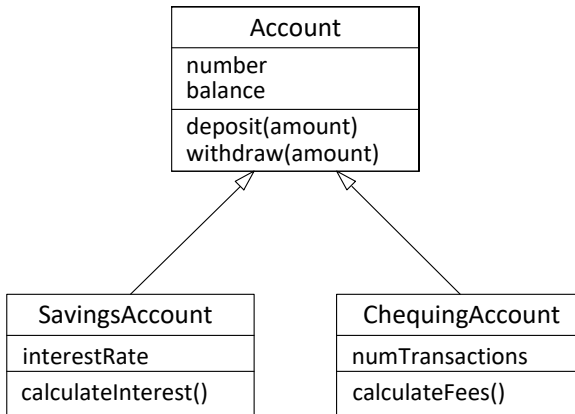 Account
number
balance
deposit(amount)
withdraw(amount)
SavingsAccount
interestRate
calculateInterest()
ChequingAccount
numTransactions
calculateFees()